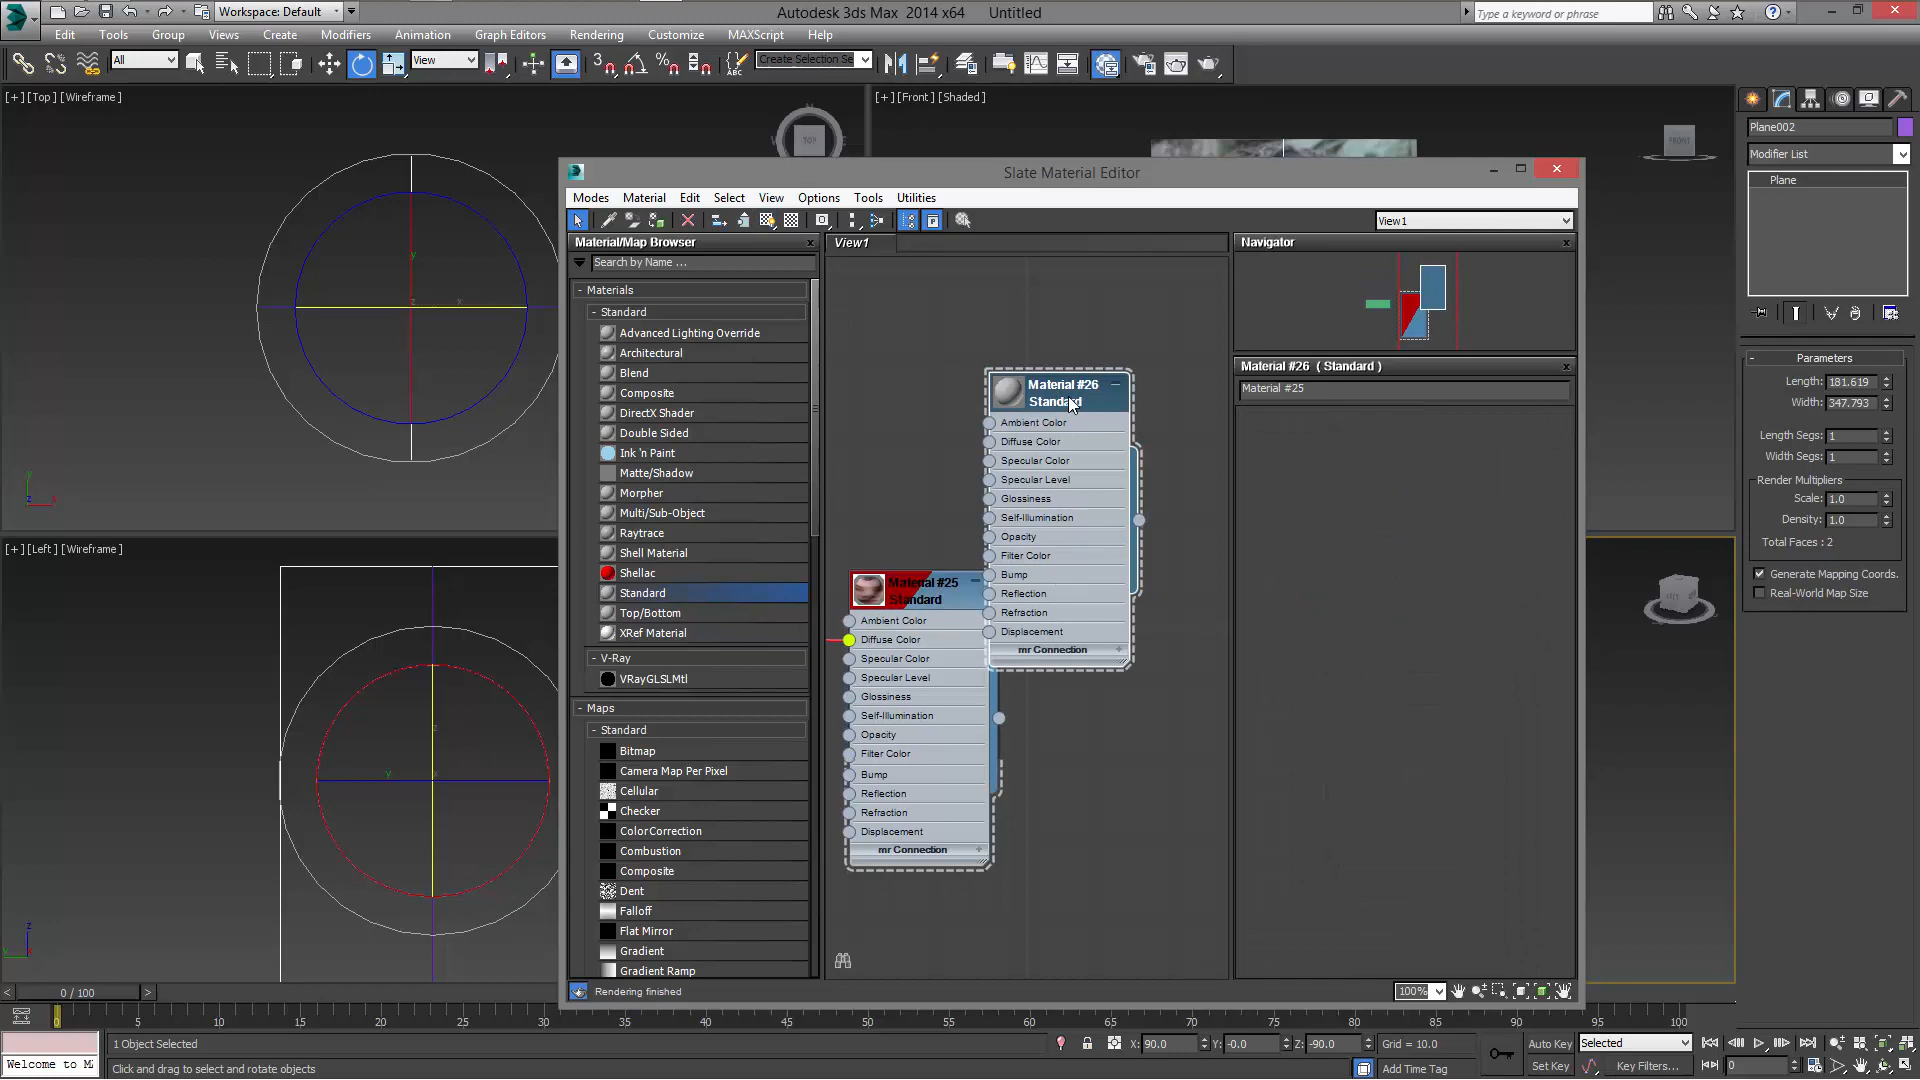 Workspace: Default
Autodesk 3ds Max 2014 x64 Untitled
Type a keyword or phrase
Edit Tools Group Views Create Modifiers Animation Graph Editors Rendering Customize MAXScript Help
All
View
Create Selection Se
[+] [Top] [Wireframe]
TOP
[+] [Front] [Shaded]
FRONT
Plane002
Modifier List
Plane
Slate Material Editor
Modes Material Edit Select View Options Tools Utilities
View1
Material/Map Browser
Search by Name ...
- Materials
- Standard
Advanced Lighting Override
Architectural
Blend
Composite
DirectX Shader
Double Sided
Ink 'n Paint
Matte/Shadow
Morpher
Multi/Sub-Object
Raytrace
Shell Material
Shellac
Standard
Top/Bottom
XRef Material
- V-Ray
VRayGLSLMtl
- Maps
- Standard
Bitmap
Camera Map Per Pixel
Cellular
Checker
ColorCorrection
Combustion
Composite
Dent
Falloff
Flat Mirror
Gradient
Gradient Ramp
View1
Material #26
Standard
Ambient Color
Diffuse Color
Specular Color
Specular Level
Glossiness
Self-Illumination
Opacity
Filter Color
Bump
Reflection
Refraction
Displacement
mr Connection +
Material #25
Standard
Ambient Color
Diffuse Color
Specular Color
Specular Level
Glossiness
Self-Illumination
Opacity
Filter Color
Bump
Reflection
Refraction
Displacement
mr Connection +
Navigator
Material #26 ( Standard )
Material #25
Rendering finished
100%
- Parameters
Length: 181.619
Width: 347.793
Length Segs: 1
Width Segs: 1
Render Multipliers
Scale: 1.0
Density: 1.0
Total Faces : 2
Generate Mapping Coords.
Real-World Map Size
[+] [Left] [Wireframe]
< 0 / 100 >
0 5 10 15 20 25 30 35 40 45 50 55 60 65 70 75 80 85 90 95 100
1 Object Selected
X: 90.0 Y: -0.0 Z: -90.0 Grid = 10.0
Auto Key Selected
Welcome to M
Click and drag to select and rotate objects
Add Time Tag
Set Key Key Filters...
0